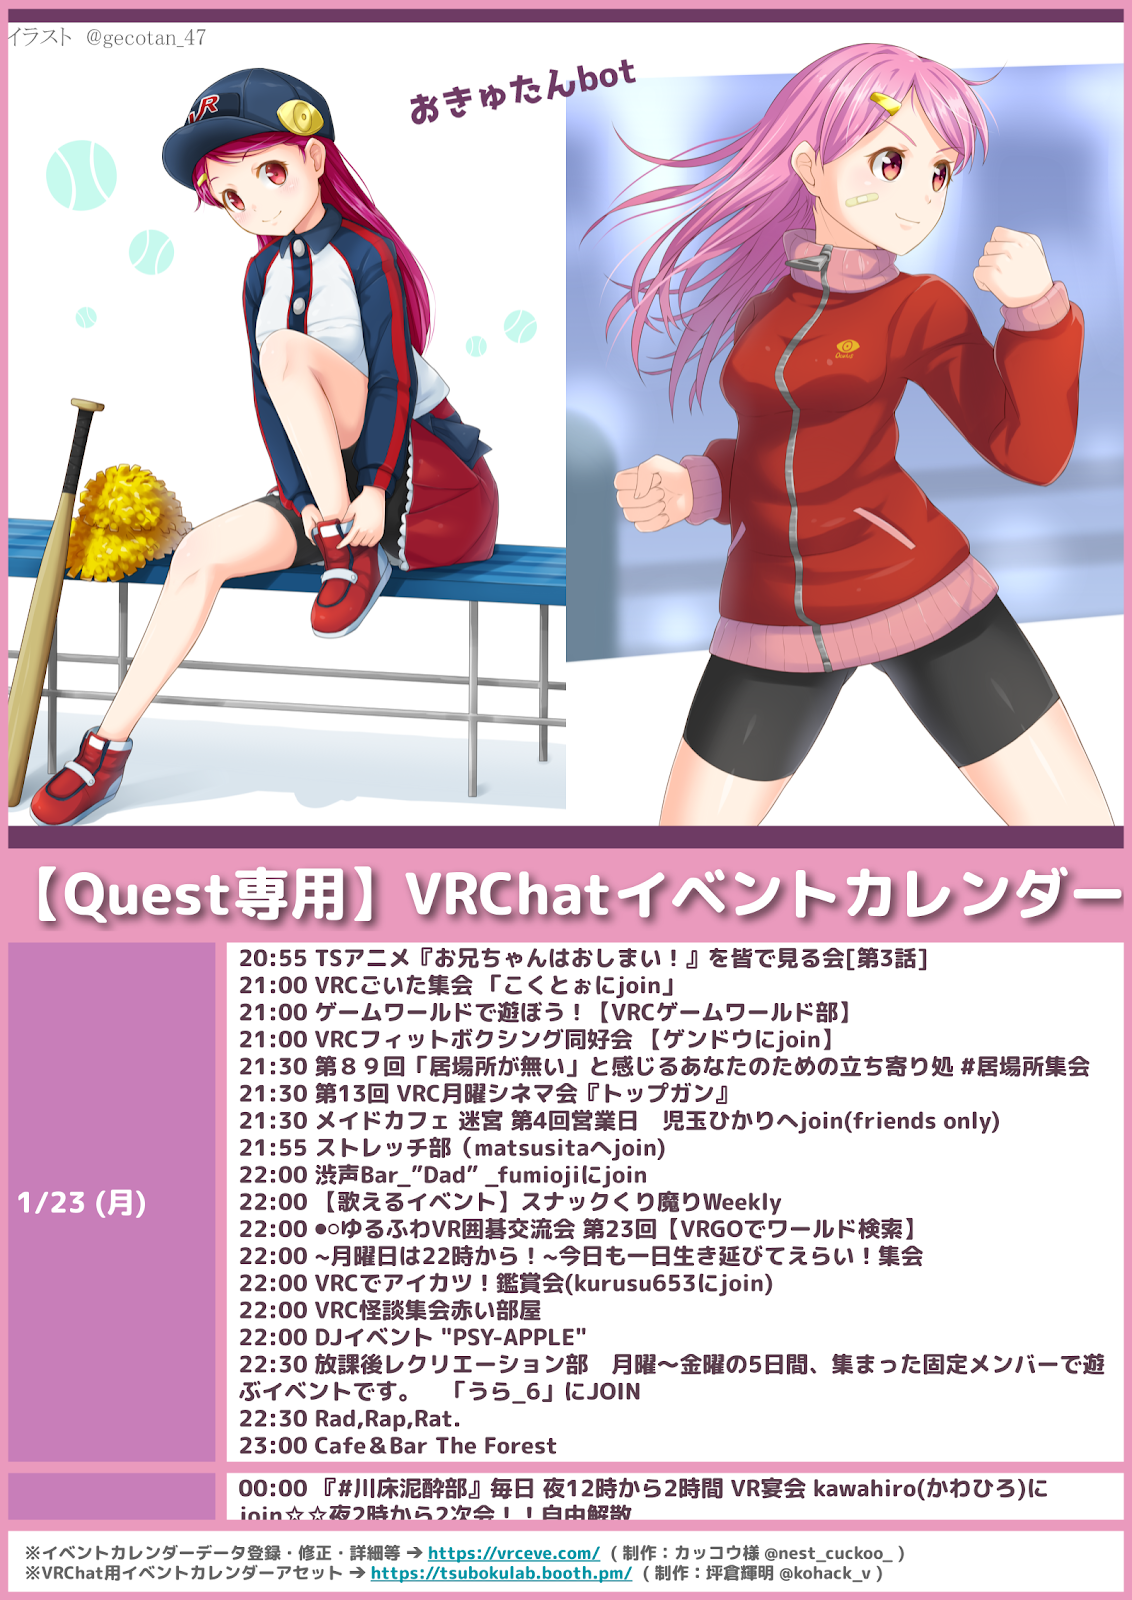 イラスト @gecotan_47
おきゅたんbot
VR
Quest
【Quest専用】VRChatイベントカレンダー
1/23 (月)
20:55 TSアニメ『お兄ちゃんはおしまい！』を皆で見る会[第3話]
21:00 VRCごいた集会 「こくとぉにjoin」
21:00 ゲームワールドで遊ぼう！【VRCゲームワールド部】
21:00 VRCフィットボクシング同好会 【ゲンドウにjoin】
21:30 第８９回「居場所が無い」と感じるあなたのための立ち寄り処 #居場所集会
21:30 第13回 VRC月曜シネマ会『トップガン』
21:30 メイドカフェ 迷宮 第4回営業日　児玉ひかりへjoin(friends only)
21:55 ストレッチ部（matsusitaへjoin)
22:00 渋声Bar_”Dad” _fumiojiにjoin
22:00 【歌えるイベント】スナックくり魔りWeekly
22:00 ●○ゆるふわVR囲碁交流会 第23回【VRGOでワールド検索】
22:00 ~月曜日は22時から！~今日も一日生き延びてえらい！集会
22:00 VRCでアイカツ！鑑賞会(kurusu653にjoin)
22:00 VRC怪談集会赤い部屋
22:00 DJイベント "PSY-APPLE"
22:30 放課後レクリエーション部　月曜～金曜の5日間、集まった固定メンバーで遊
ぶイベントです。　「うら_6」にJOIN
22:30 Rad,Rap,Rat.
23:00 Cafe＆Bar The Forest
00:00 『#川床泥酔部』毎日 夜12時から2時間 VR宴会 kawahiro(かわひろ)に
join☆☆夜2時から2次会！！自由解散
※イベントカレンダーデータ登録・修正・詳細等 ➔ https://vrceve.com/ （制作：カッコウ様 @nest_cuckoo_ ）
※VRChat用イベントカレンダーアセット ➔ https://tsubokulab.booth.pm/ （制作：坪倉輝明 @kohack_v ）